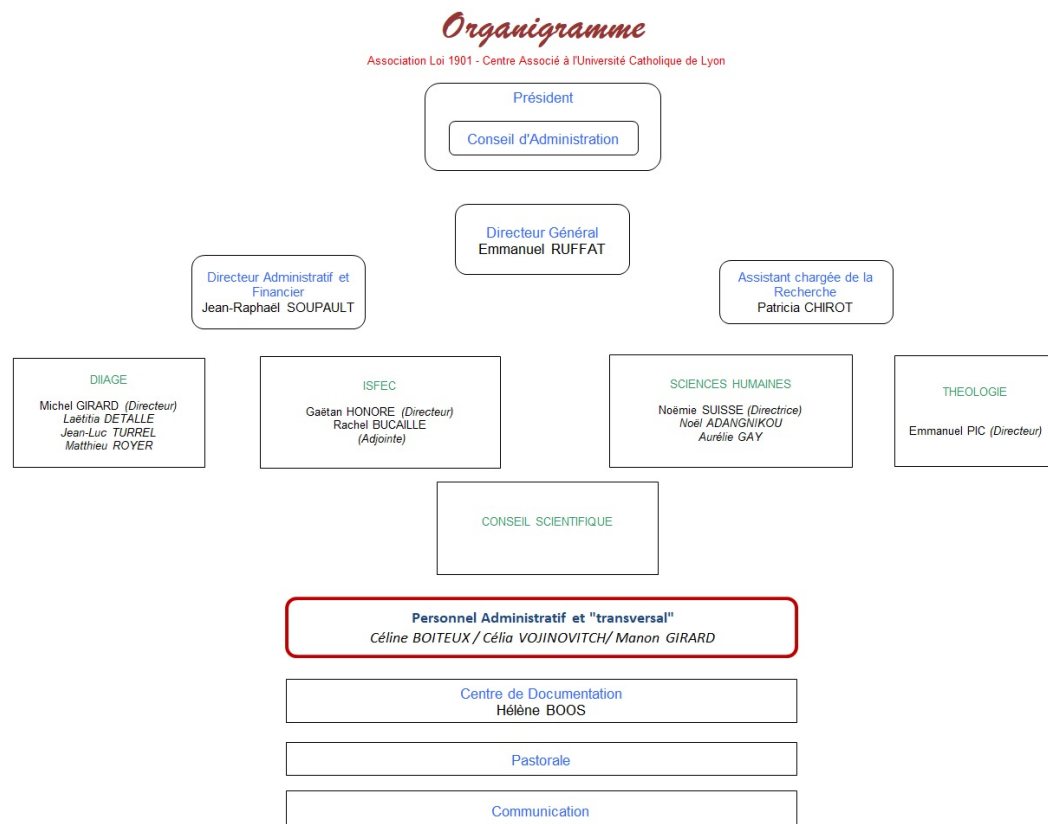 Organigramme
Association Loi 1901 - Centre Associé à l'Université Catholique de Lyon
Président
Conseil d'Administration
Directeur Général
Emmanuel RUFFAT
Directeur Administratif et
Financier
Jean-Raphaël SOUPAULT
Assistant chargée de la
Recherche
Patricia CHIROT
DIIAGE
Michel GIRARD (Directeur)
Laëtitia DETALLE
Jean-Luc TURREL
Matthieu ROYER
ISFEC
Gaëtan HONORE (Directeur)
Rachel BUCAILLE
(Adjointe)
SCIENCES HUMAINES
Noëmie SUISSE (Directrice)
Noël ADANGNIKOU
Aurélie GAY
THEOLOGIE
Emmanuel PIC (Directeur)
CONSEIL SCIENTIFIQUE
Personnel Administratif et "transversal"
Céline BOITEUX / Célia VOJINOVITCH/ Manon GIRARD
Centre de Documentation
Hélène BOOS
Pastorale
Communication